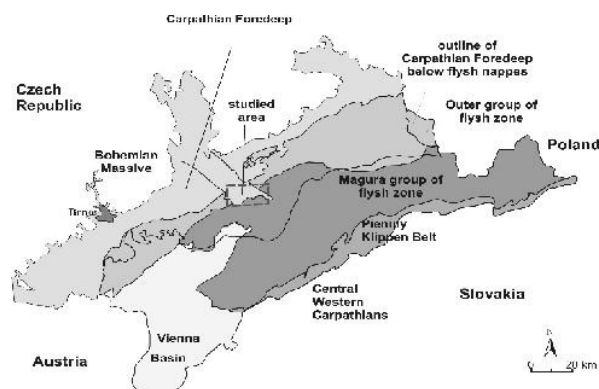 Carpathian Foredeep
outline of
Carpathian Foredeep
below flysh nappes
Czech
Republic
studied
area
Outer group of
flysh zone
Bohemian
Massive
Poland
Magura group of
flysh zone
Pieniny
Klippen Belt
Central
Western
Carpathians
Slovakia
Vienna
Basin
Austria
N
0
20 km